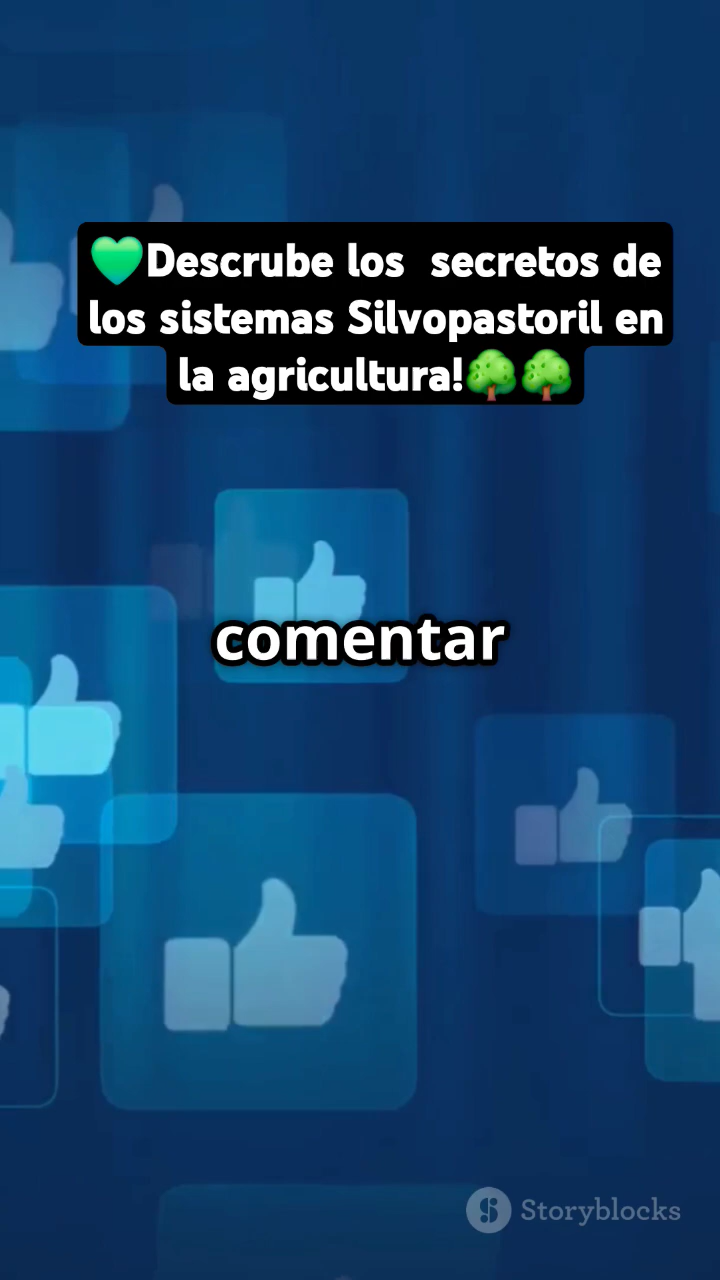 💚Descrube los  secretos de
los sistemas Silvopastoril en
la agricultura!🌳🌳
comentar
Storyblocks